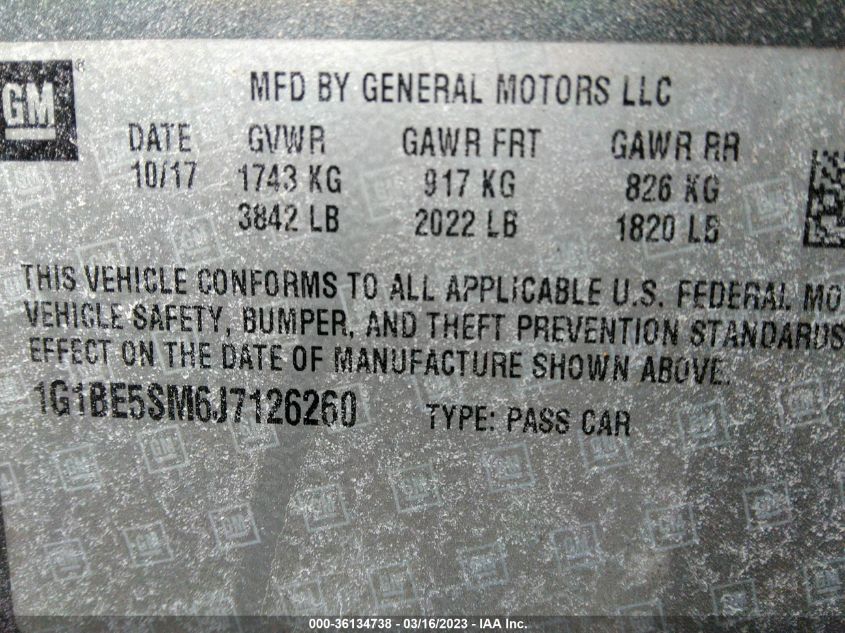 GM ®
MFD BY GENERAL MOTORS LLC
DATE GVWR GAWR FRT GAWR RR
10/17 1743 KG 917 KG 826 KG
3842 LB 2022 LB 1820 LB
THIS VEHICLE CONFORMS TO ALL APPLICABLE U.S. FEDERAL MO
VEHICLE SAFETY, BUMPER, AND THEFT PREVENTION STANDARDS
EFFECT ON THE DATE OF MANUFACTURE SHOWN ABOVE.
1G1BE5SM6J7126260 TYPE: PASS CAR
000-36134738 - 03/16/2023 - IAA Inc.